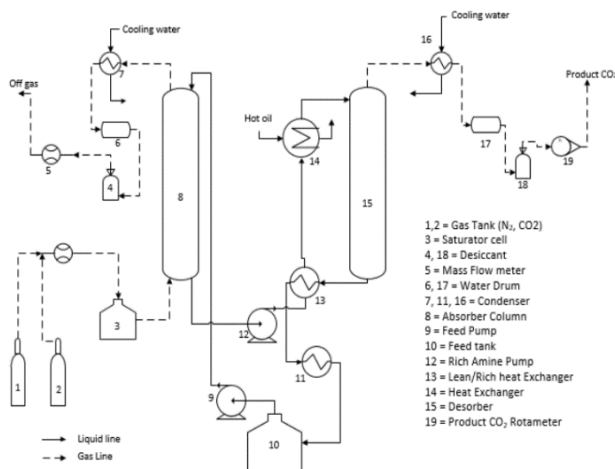 Cooling water
Cooling water
16
Off gas
7
Product CO₂
6
Hot oil
5
4
14
17
18
19
8
15
1,2 = Gas Tank (N₂, CO2)
3 = Saturator cell
4, 18 = Desiccant
5 = Mass Flow meter
6, 17 = Water Drum
7, 11, 16 = Condenser
8 = Absorber Column
9 = Feed Pump
10 = Feed tank
12 = Rich Amine Pump
13 = Lean/Rich heat Exchanger
14 = Heat Exchanger
15 = Desorber
19 = Product CO₂ Rotameter
13
3
12
11
1
2
9
10
Liquid line
Gas Line